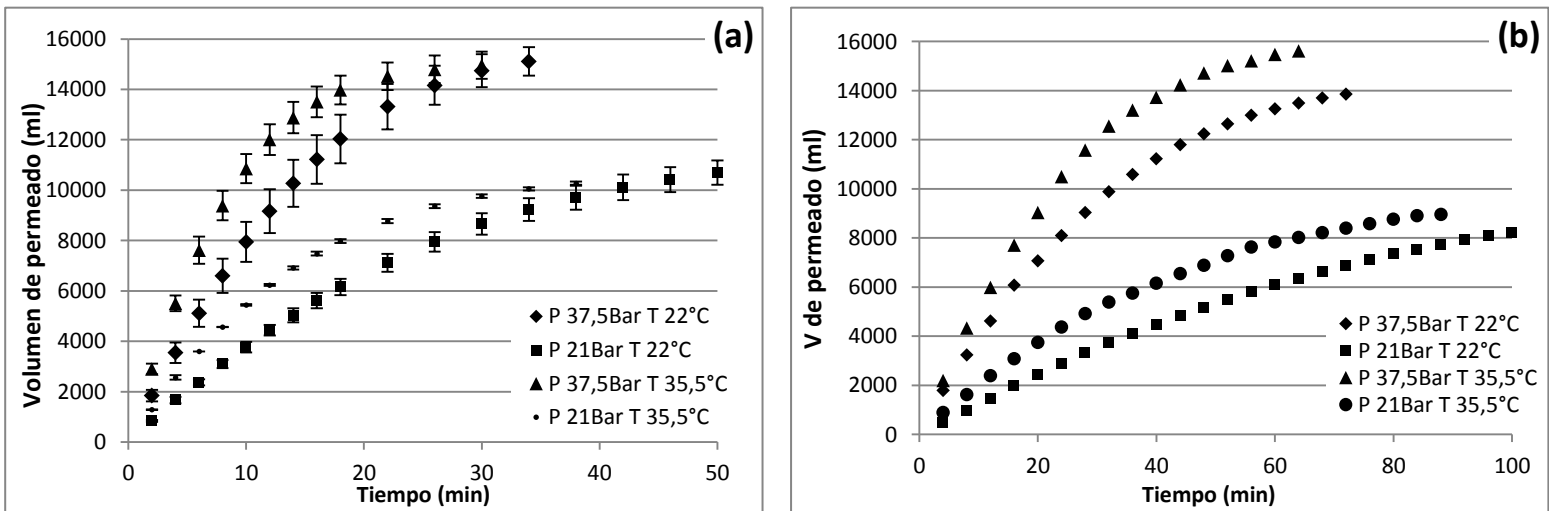 (a)
Volumen de permeado (ml)
16000
14000
12000
10000
8000
6000
4000
2000
0
P 37,5Bar T 22°C
P 21Bar T 22°C
P 37,5Bar T 35,5°C
P 21Bar T 35,5°C
0 10 20 30 40 50
Tiempo (min)
(b)
V de permeado (ml)
16000
14000
12000
10000
8000
6000
4000
2000
0
P 37,5Bar T 22°C
P 21Bar T 22°C
P 37,5Bar T 35,5°C
P 21Bar T 35,5°C
0 20 40 60 80 100
Tiempo (min)